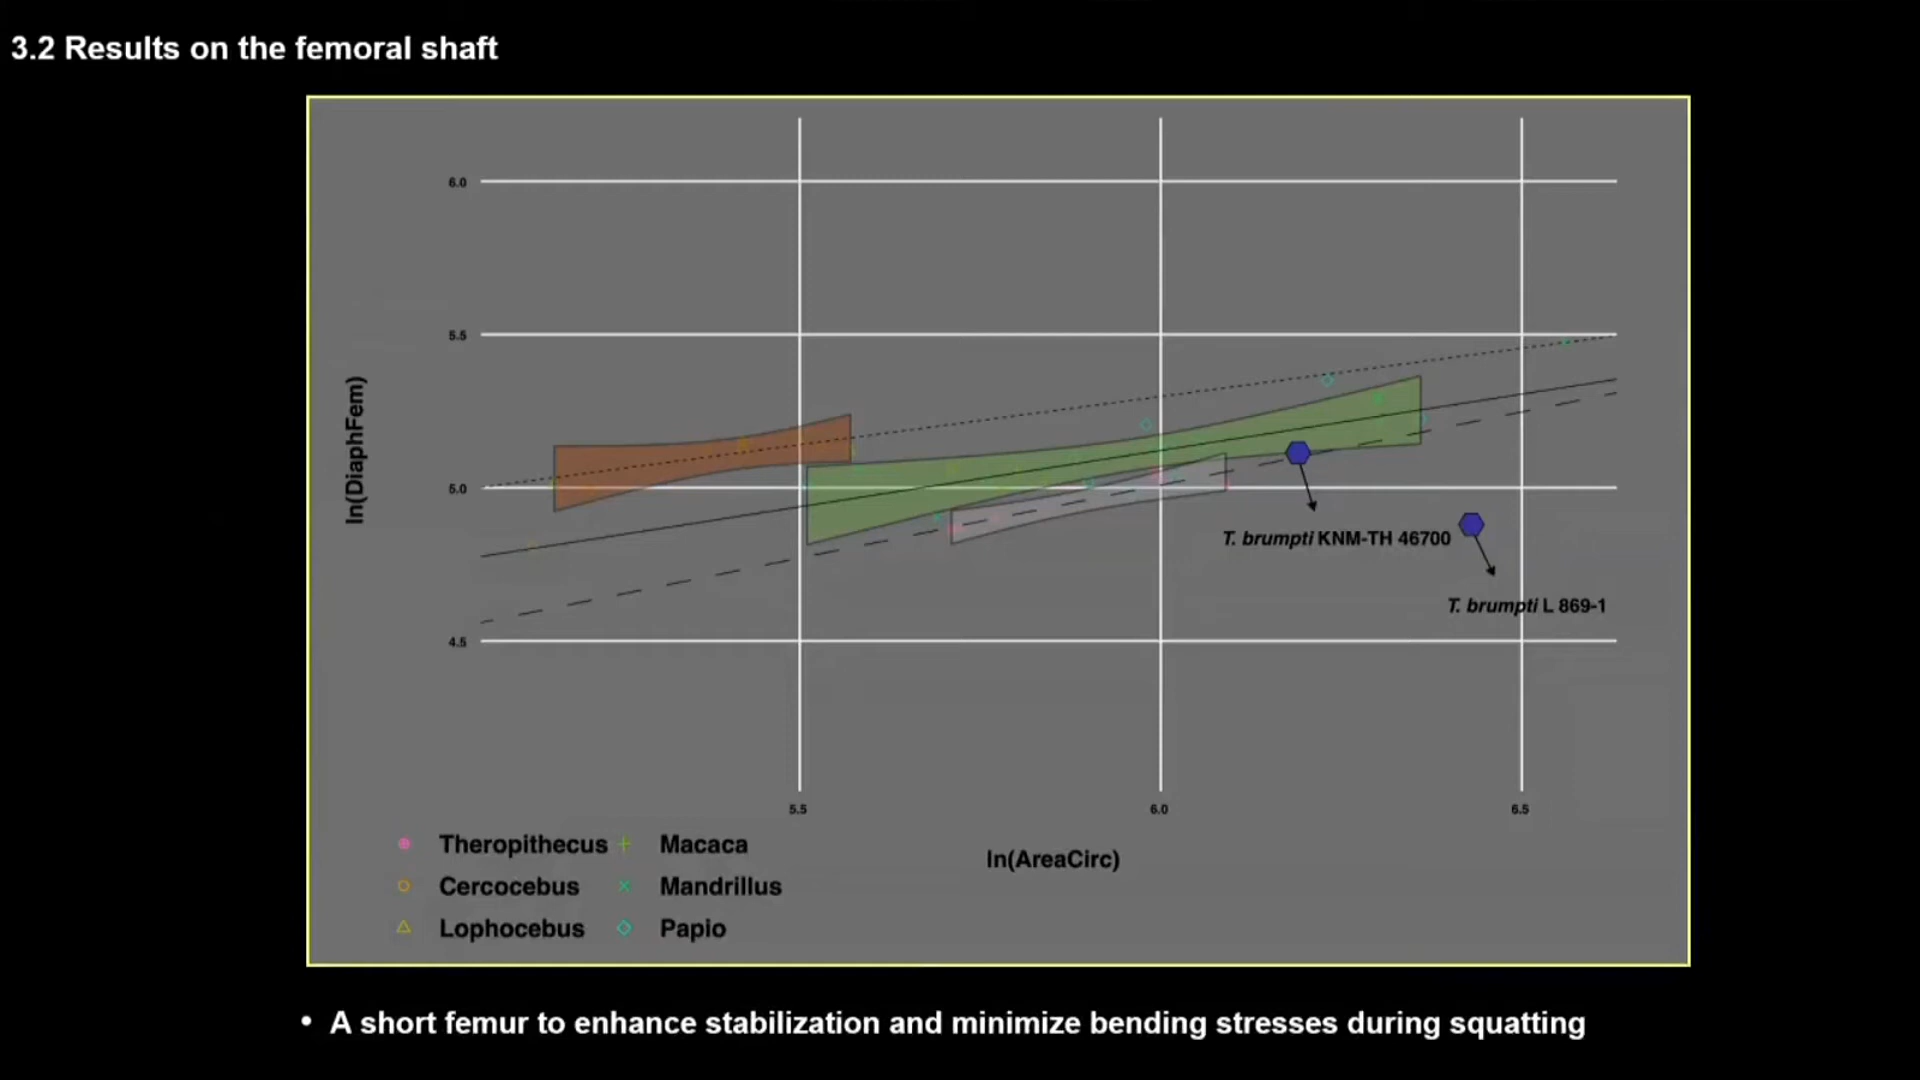 3.2 Results on the femoral shaft
6.0
5.5
ln(DiaphFem)
5.0
T. brumpti KNM-TH 46700
T. brumpti L 869-1
4.5
5.5 6.0 6.5
Theropithecus Macaca
ln(AreaCirc)
Cercocebus Mandrillus
Lophocebus Papio
• A short femur to enhance stabilization and minimize bending stresses during squatting